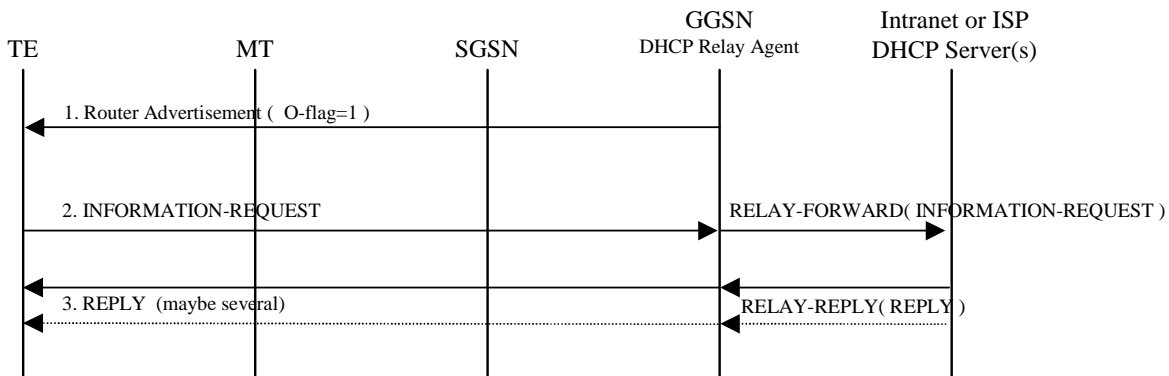 GGSN
Intranet or ISP
TE
MT
SGSN
DHCP Relay Agent
DHCP Server(s)
1. Router Advertisement (  O-flag=1 )
2. INFORMATION-REQUEST
RELAY-FORWARD( INFORMATION-REQUEST )
3. REPLY  (maybe several)
RELAY-REPLY( REPLY )